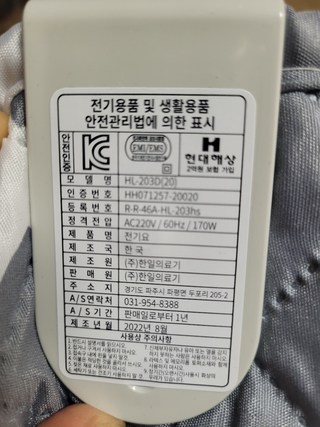 전기용품 및 생활용품
안전관리법에 의한 표시
안전인증
EMI/EMS
H
현대해상
2억원 보험 가입
모델명 HL-203D(20)
인증번호 HH071257-20020
등록번호 R-R-46A-HL-203hs
정격전압 AC220V / 60Hz / 170W
제품명 전기요
제조국 한국
제조원 (주)한일의료기
판매원 (주)한일의료기
주소지 경기도 파주시 파평면 두포리 205-2
A/S연락처 031-954-8388
A/S기간 판매일로부터 1년
제조년월 2022년 8월
사용상 주의사항